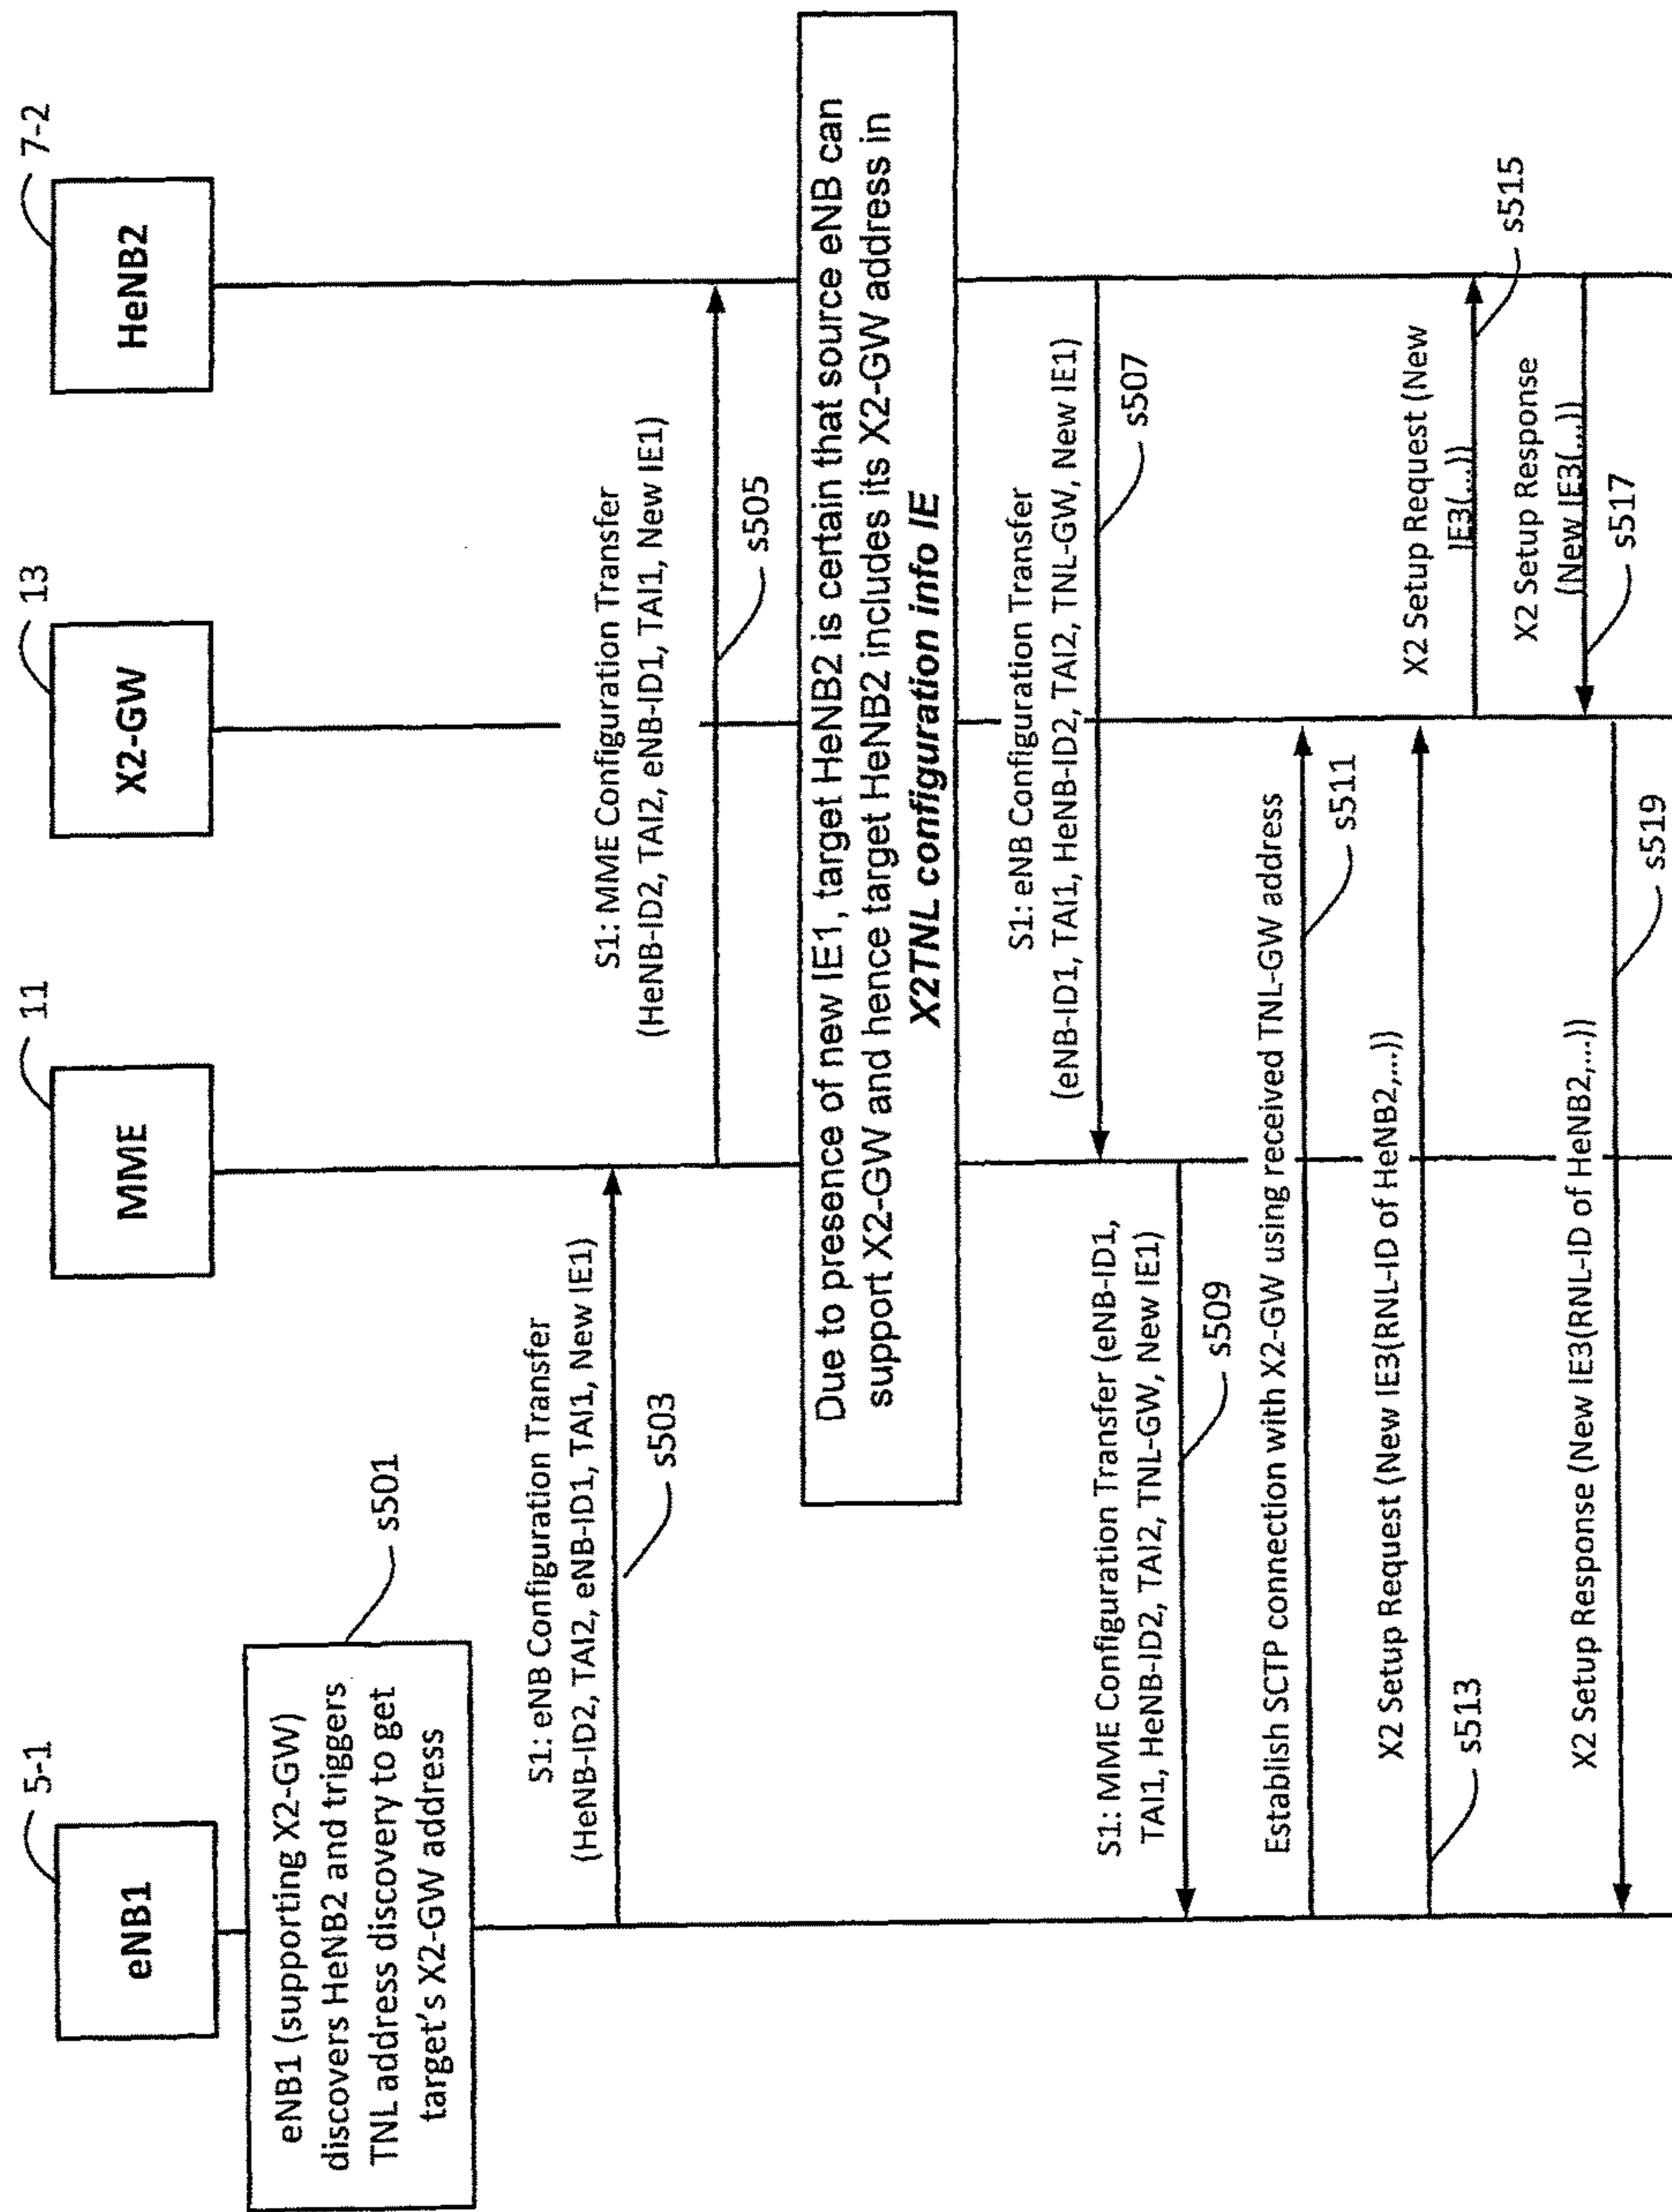 eNB1
5-1
MME
11
X2-GW
13
HeNB2
7-2
eNB1 (supporting X2-GW)
discovers HeNB2 and triggers
TNL address discovery to get
target's X2-GW address
s501
S1: eNB Configuration Transfer
(HeNB-ID2, TAI2, eNB-ID1, TAI1, New IE1)
s503
S1: MME Configuration Transfer
(HeNB-ID2, TAI2, eNB-ID1, TAI1, New IE1)
s505
Due to presence of new IE1, target HeNB2 is certain that source eNB can
support X2-GW and hence target HeNB2 includes its X2-GW address in
X2TNL configuration info IE
S1: eNB Configuration Transfer
(eNB-ID1, TAI1, HeNB-ID2, TAI2, TNL-GW, New IE1)
s507
S1: MME Configuration Transfer (eNB-ID1,
TAI1, HeNB-ID2, TAI2, TNL-GW, New IE1)
s509
Establish SCTP connection with X2-GW using received TNL-GW address
s511
X2 Setup Request (New IE3(RNL-ID of HeNB2,...))
s513
X2 Setup Request (New
IE3(...))
s515
X2 Setup Response
(New IE3(...))
s517
X2 Setup Response (New IE3(RNL-ID of HeNB2,...))
s519